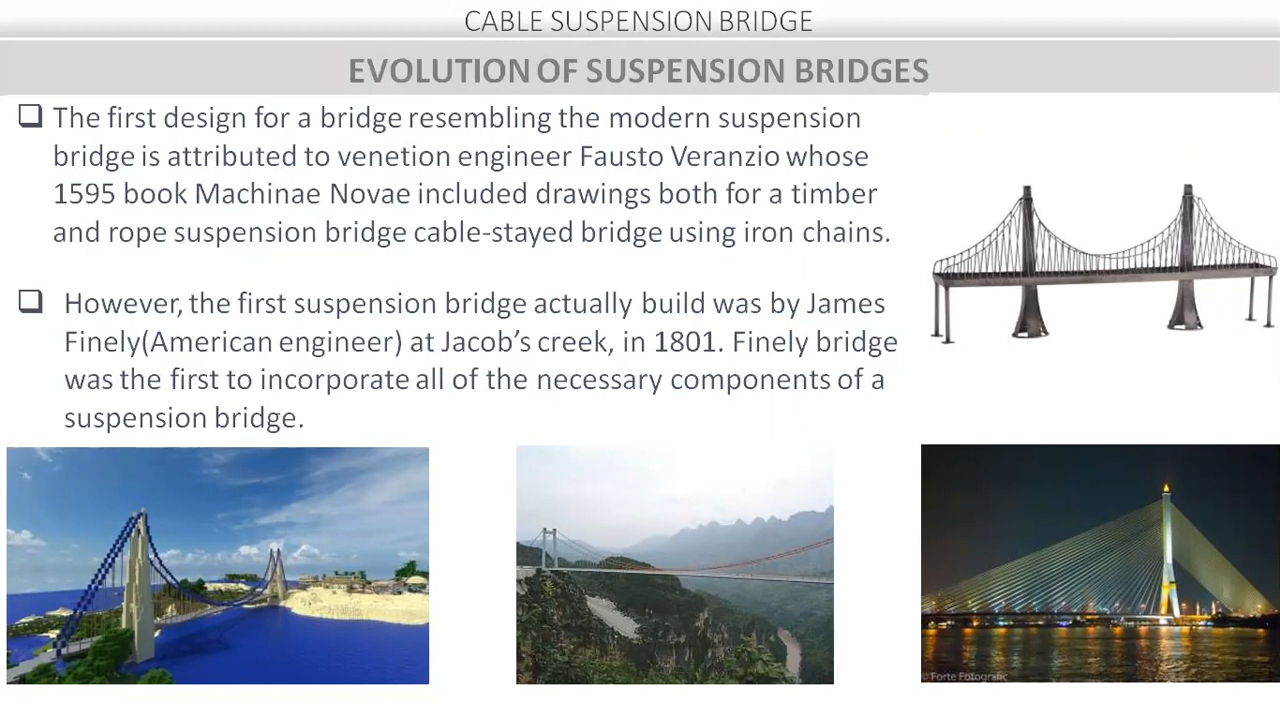 CABLE SUSPENSION BRIDGE
EVOLUTION OF SUSPENSION BRIDGES
❑ The first design for a bridge resembling the modern suspension
bridge is attributed to venetion engineer Fausto Veranzio whose
1595 book Machinae Novae included drawings both for a timber
and rope suspension bridge cable-stayed bridge using iron chains.
❑ However, the first suspension bridge actually build was by James
Finely(American engineer) at Jacob’s creek, in 1801. Finely bridge
was the first to incorporate all of the necessary components of a
suspension bridge.
© Forte Fotografic